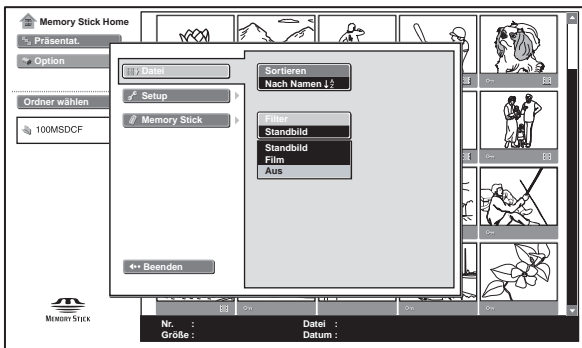 Memory Stick Home
Präsentat.
Option
Ordner wählen
100MSDCF
Datei
Setup
Memory Stick
Beenden
Sortieren
Nach Namen
Filter
Standbild
Standbild
Film
Aus
MEMORY STICK
Nr. :
Größe :
Datei :
Datum :